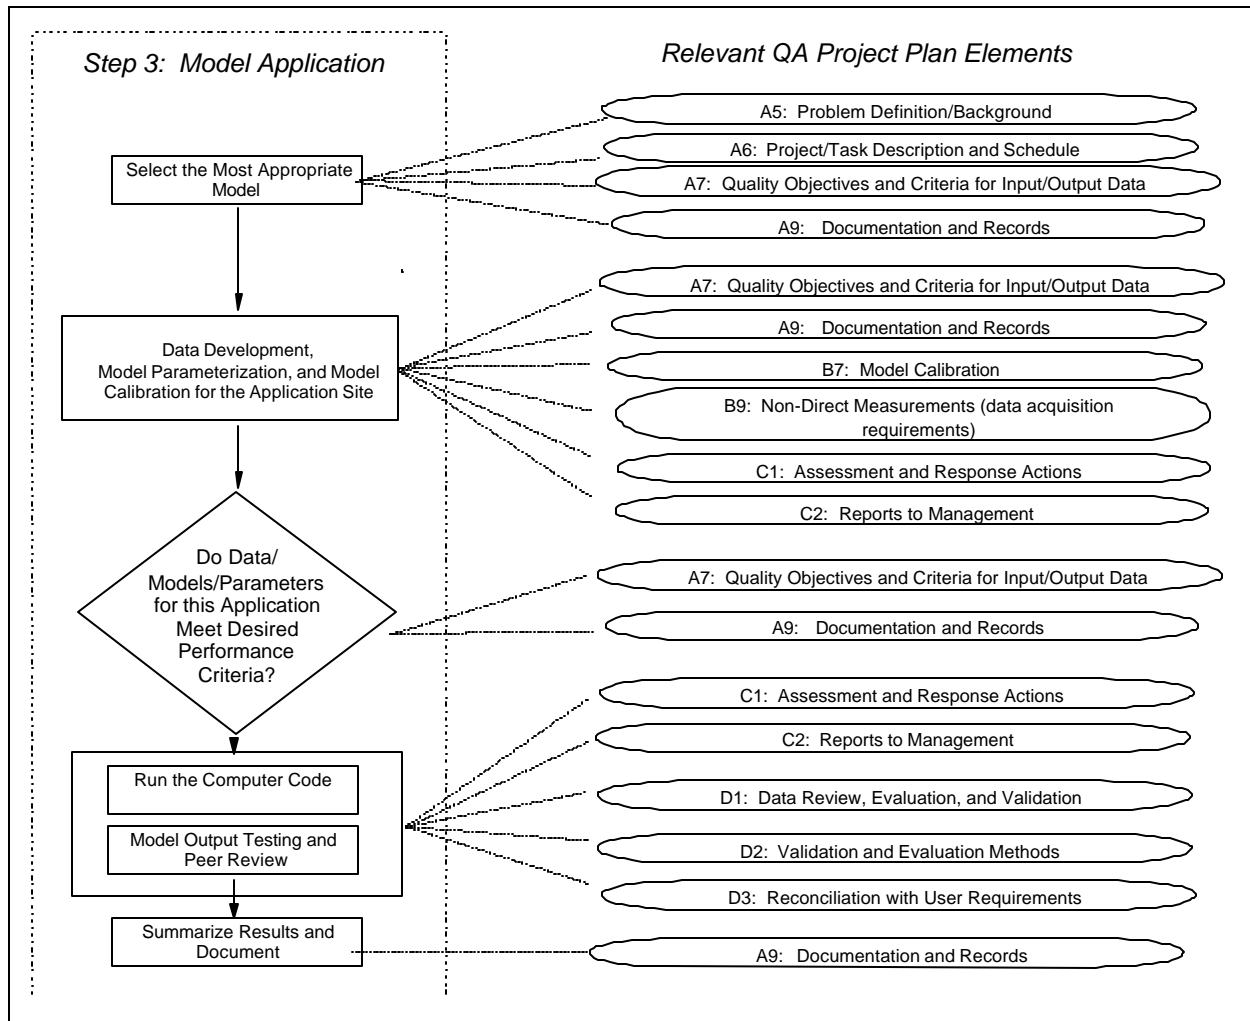 Step 3: Model Application
Relevant QA Project Plan Elements
Select the Most Appropriate
Model
A5: Problem Definition/Background
A6: Project/Task Description and Schedule
A7: Quality Objectives and Criteria for Input/Output Data
A9: Documentation and Records
Data Development,
Model Parameterization, and Model
Calibration for the Application Site
A7: Quality Objectives and Criteria for Input/Output Data
A9: Documentation and Records
B7: Model Calibration
B9: Non-Direct Measurements (data acquisition
requirements)
C1: Assessment and Response Actions
C2: Reports to Management
Do Data/
Models/Parameters
for this Application
Meet Desired
Performance
Criteria?
A7: Quality Objectives and Criteria for Input/Output Data
A9: Documentation and Records
Run the Computer Code
Model Output Testing and
Peer Review
C1: Assessment and Response Actions
C2: Reports to Management
D1: Data Review, Evaluation, and Validation
D2: Validation and Evaluation Methods
D3: Reconciliation with User Requirements
Summarize Results and
Document
A9: Documentation and Records